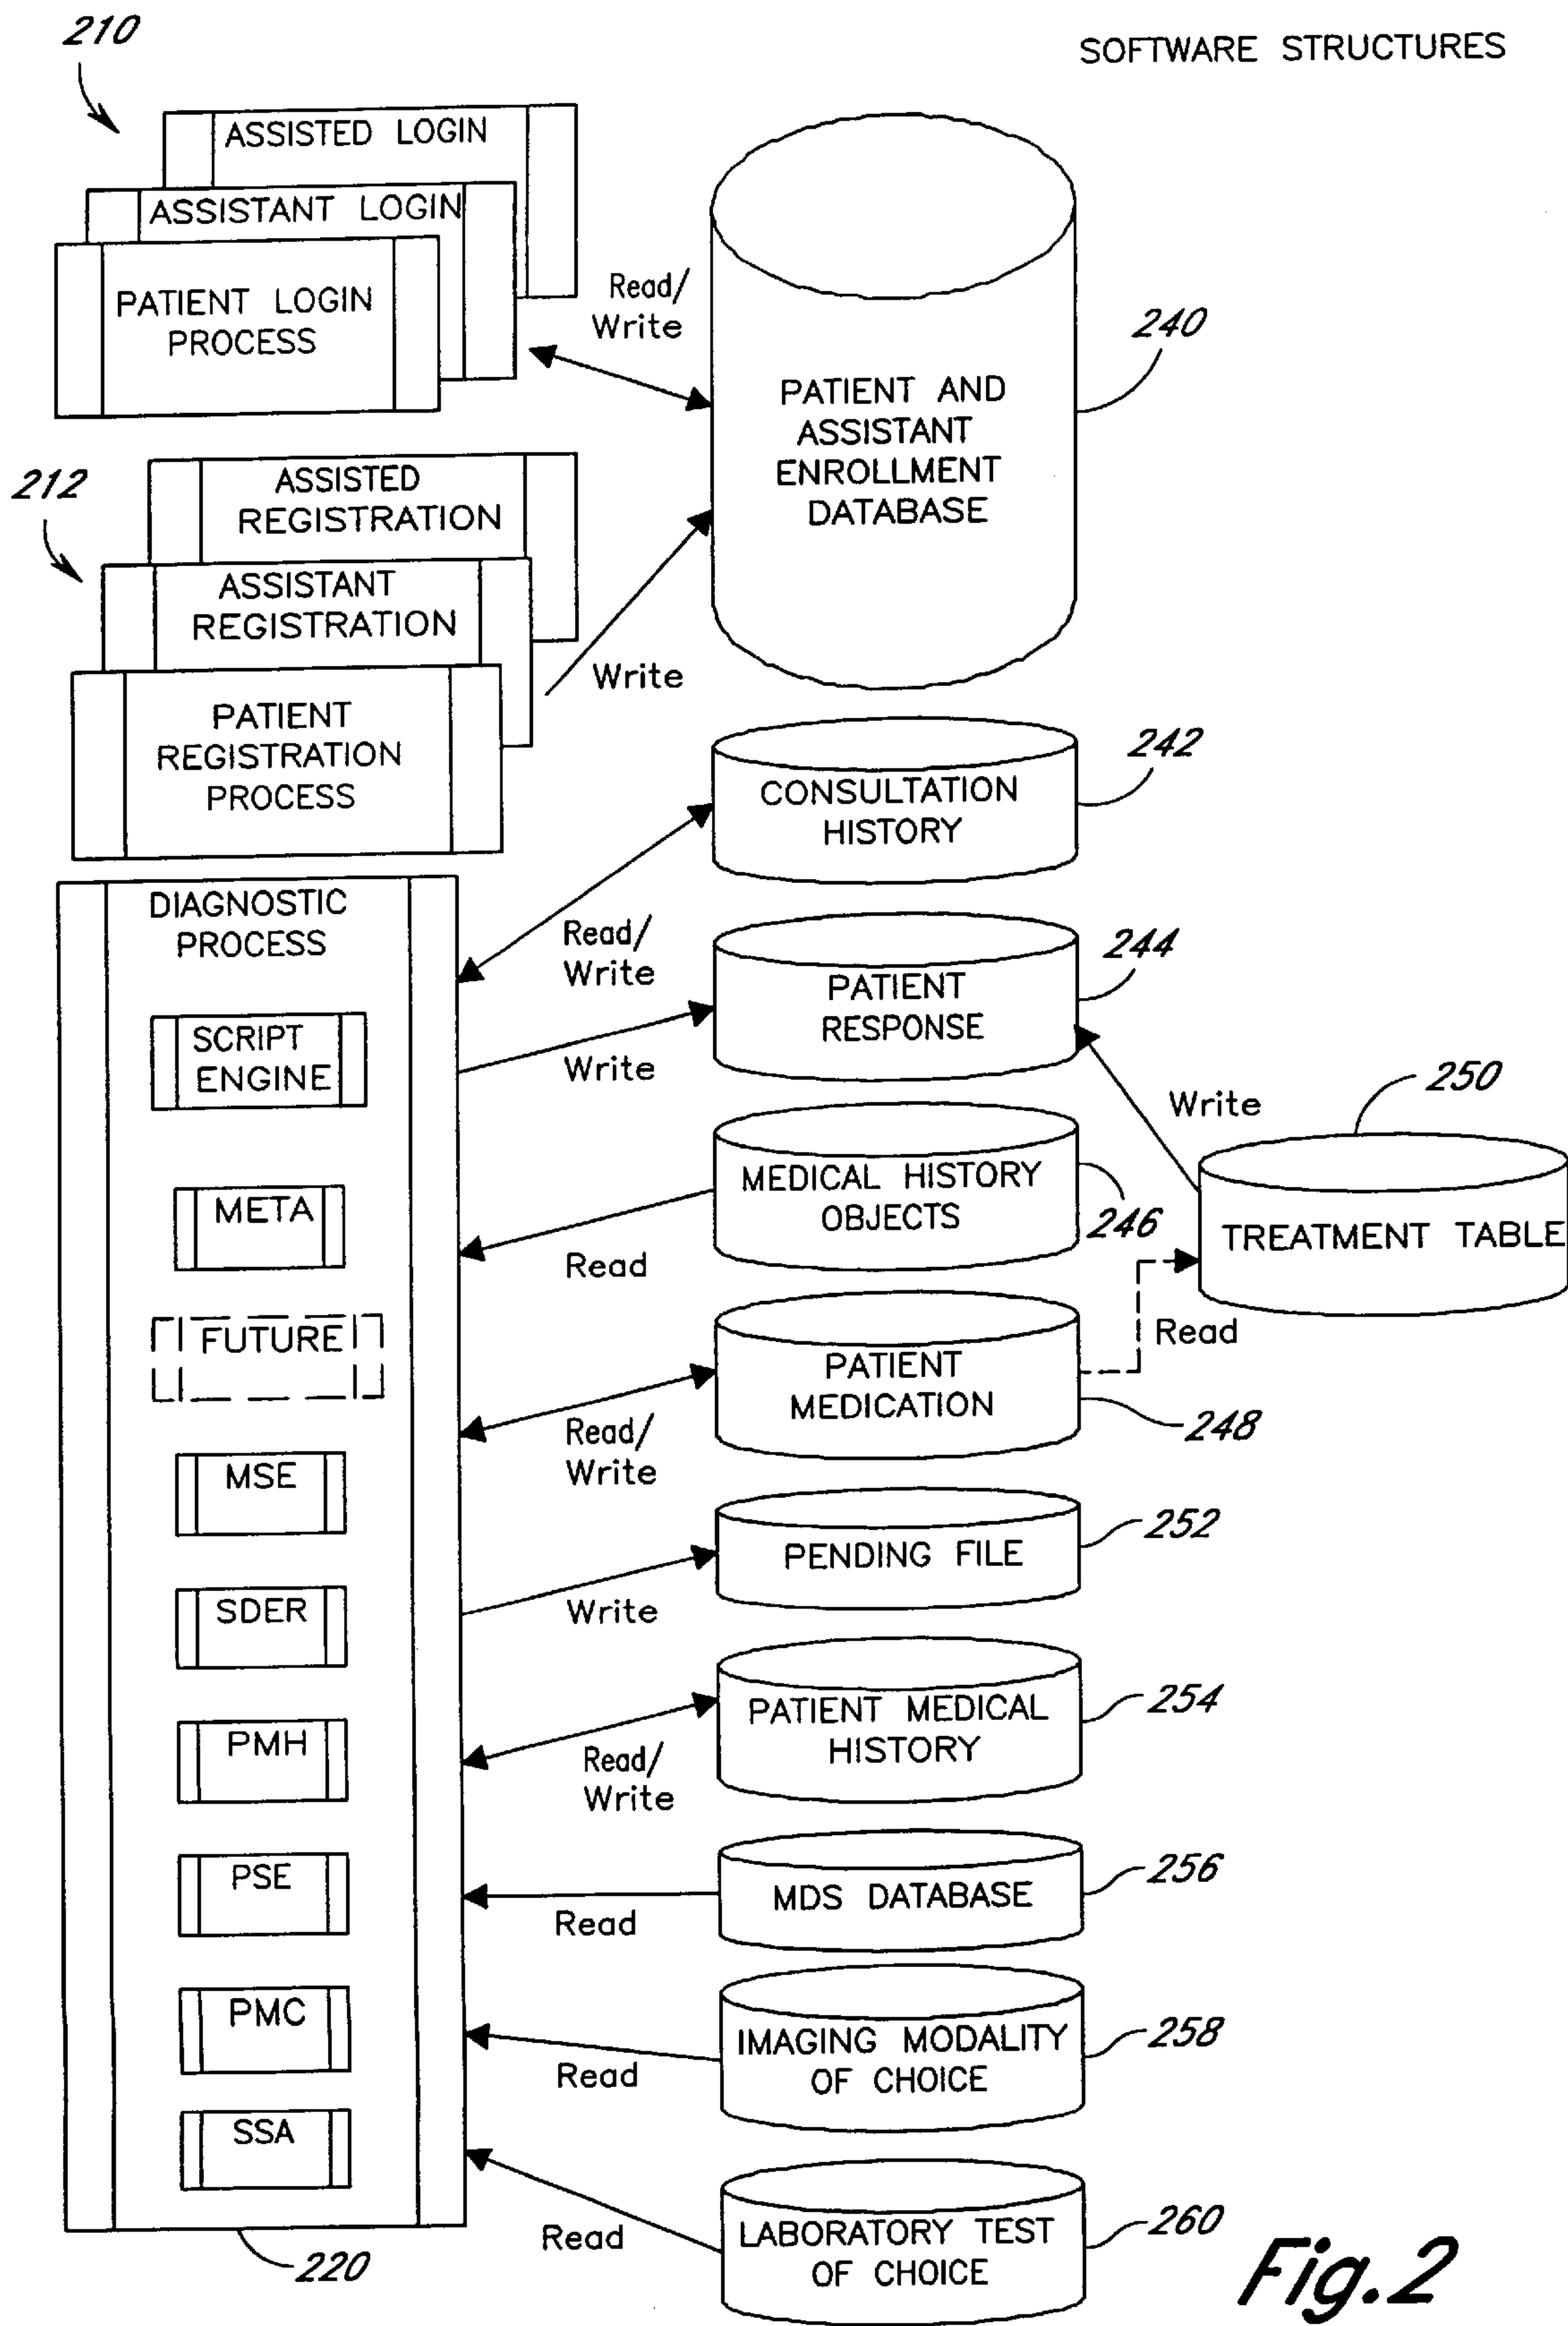 210
SOFTWARE STRUCTURES
ASSISTED LOGIN
ASSISTANT LOGIN
PATIENT LOGIN
PROCESS
Read/
Write
240
PATIENT AND
ASSISTANT
ENROLLMENT
DATABASE
212
ASSISTED
REGISTRATION
ASSISTANT
REGISTRATION
PATIENT
REGISTRATION
PROCESS
Write
242
CONSULTATION
HISTORY
DIAGNOSTIC
PROCESS
Read/
Write
244
PATIENT
RESPONSE
SCRIPT
ENGINE
Write
250
Write
TREATMENT TABLE
MEDICAL HISTORY
OBJECTS
246
META
Read
FUTURE
PATIENT
MEDICATION
Read
248
Read/
Write
MSE
252
PENDING FILE
SDER
Write
254
PATIENT MEDICAL
HISTORY
PMH
Read/
Write
256
MDS DATABASE
PSE
Read
258
IMAGING MODALITY
OF CHOICE
PMC
Read
SSA
260
LABORATORY TEST
OF CHOICE
Read
220
Fig.2